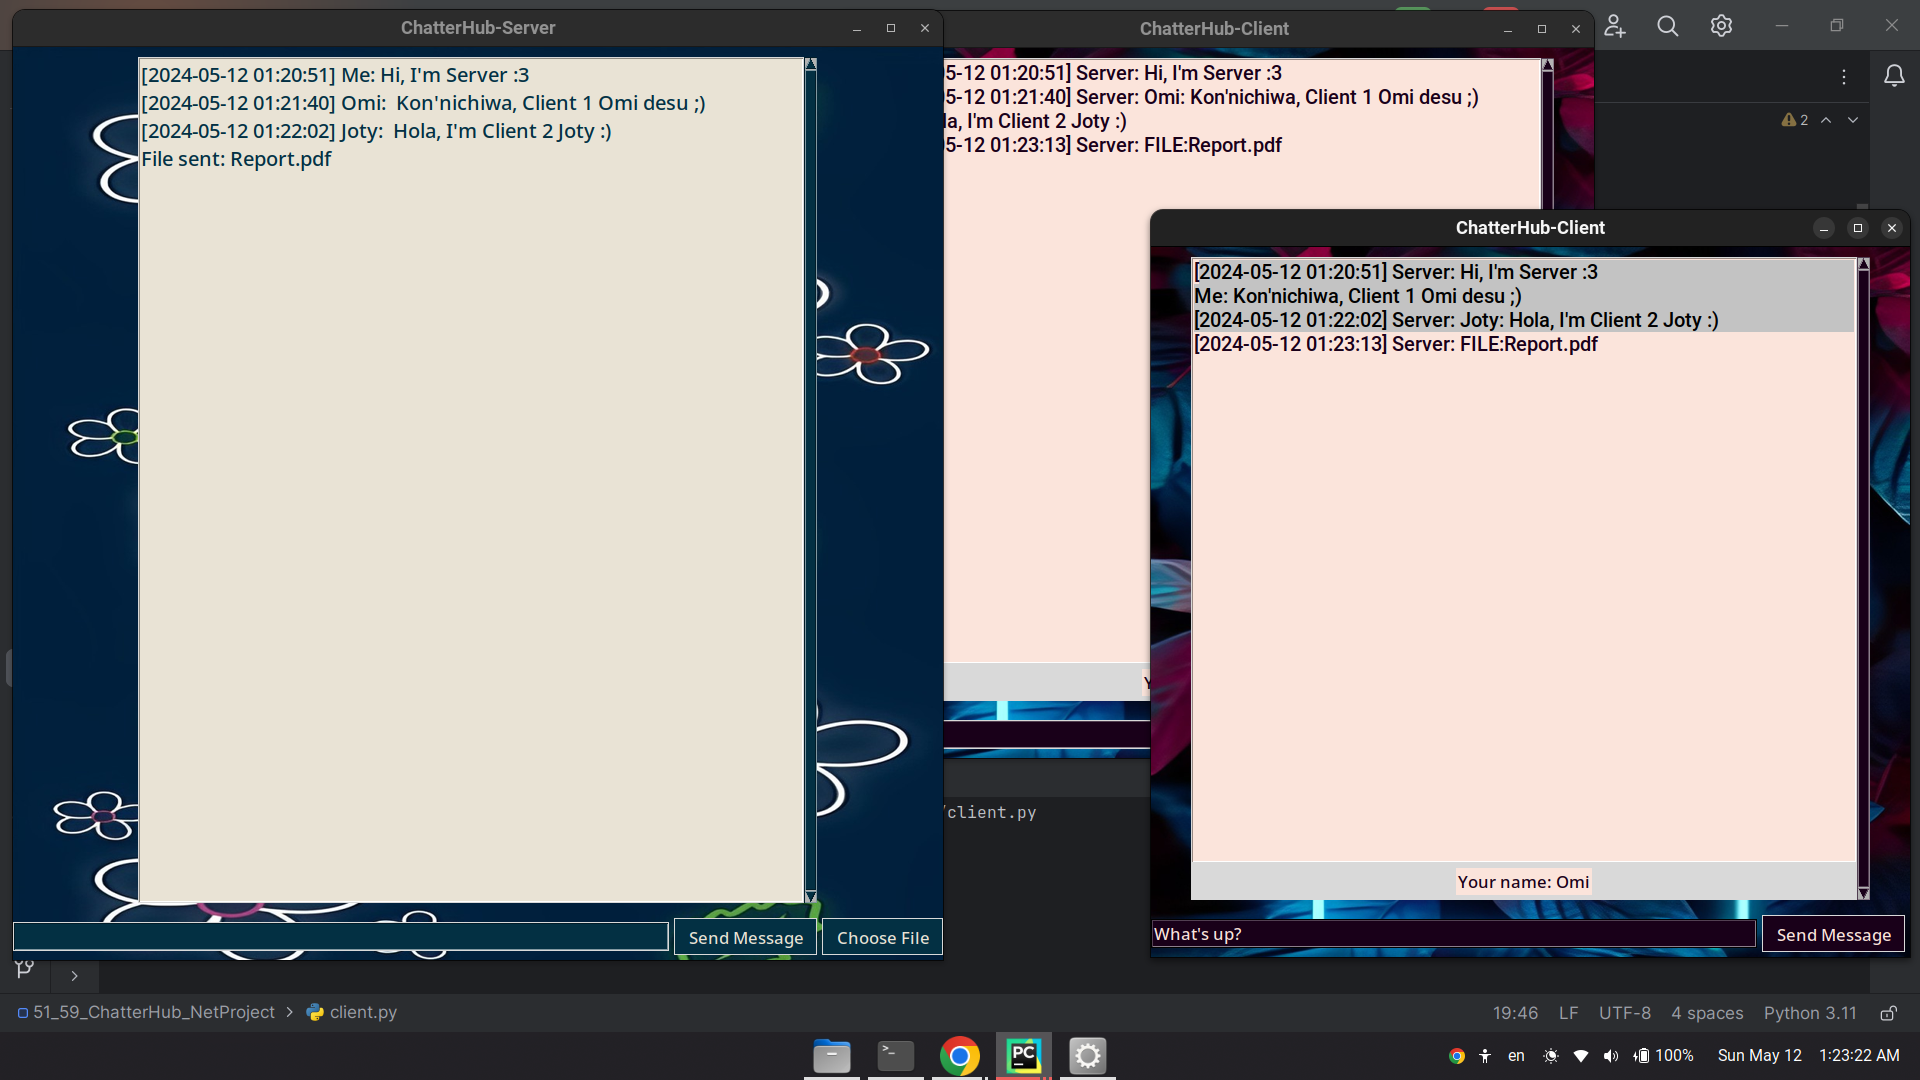 ChatterHub-Server
[2024-05-12 01:20:51] Me: Hi, I'm Server :3
[2024-05-12 01:21:40] Omi:  Kon'nichiwa, Client 1 Omi desu ;)
[2024-05-12 01:22:02] Joty:  Hola, I'm Client 2 Joty :)
File sent: Report.pdf
Send Message
Choose File
ChatterHub-Client
5-12 01:20:51] Server: Hi, I'm Server :3
5-12 01:21:40] Server: Omi: Kon'nichiwa, Client 1 Omi desu ;)
la, I'm Client 2 Joty :)
5-12 01:23:13] Server: FILE:Report.pdf
2
ChatterHub-Client
[2024-05-12 01:20:51] Server: Hi, I'm Server :3
Me: Kon'nichiwa, Client 1 Omi desu ;)
[2024-05-12 01:22:02] Server: Joty: Hola, I'm Client 2 Joty :)
[2024-05-12 01:23:13] Server: FILE:Report.pdf
Your name: Omi
What's up?
Send Message
/client.py
51_59_ChatterHub_NetProject > client.py
19:46 LF UTF-8 4 spaces Python 3.11
PC
en 100% Sun May 12 1:23:22 AM